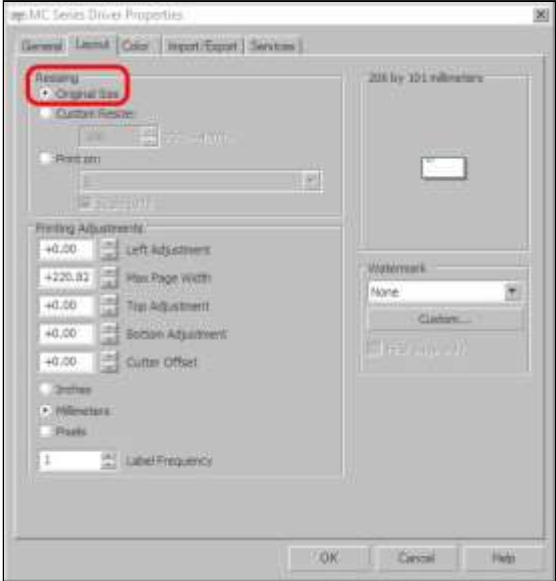 MC Series Driver Properties
General Layout Color Import/Export Services
Resizing
Original Size
Custom Resize:
100
Print on:
206 by 101 millimeters
Printing Adjustments
+0.00 Left Adjustment
+220.82 Max Page Width
+0.00 Top Adjustment
+0.00 Bottom Adjustment
+0.00 Cutter Offset
Inches
Millimeters
Pixels
1 Label Frequency
Watermark
None
Custom...
OK Cancel Help